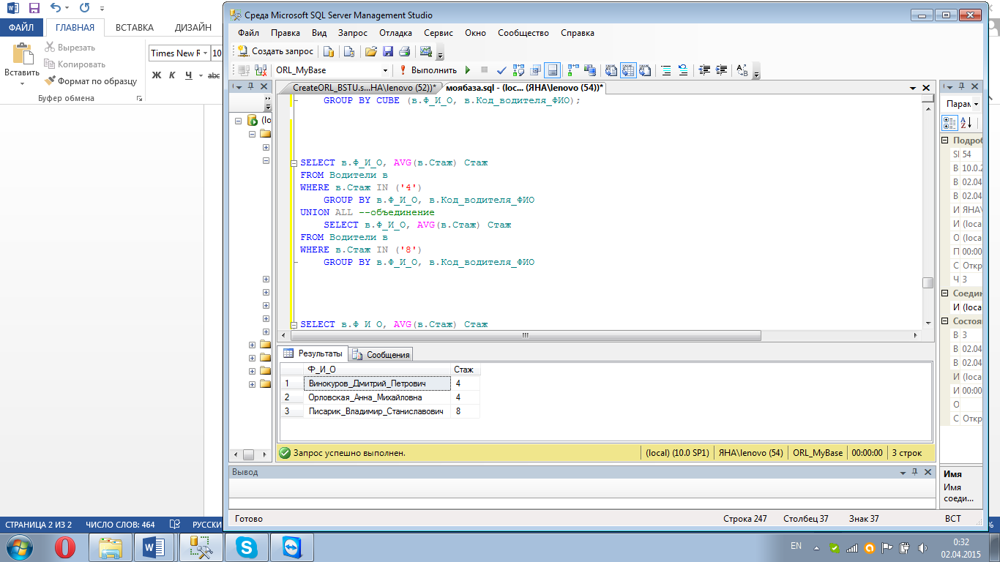 Среда Microsoft SQL Server Management Studio
ФАЙЛ ГЛАВНАЯ ВСТАВКА ДИЗАЙН
Вставить
Вырезать
Копировать
Формат по образцу
Буфер обмена
Times New R 10
Ж К Ч abc
Файл Правка Вид Запрос Отладка Сервис Окно Сообщество Справка
Создать запрос
ORL_MyBase Выполнить
CreateORL_BSTU.s...НА\lenovo (52))* моябаза.sql - (loc... (ЯНА\lenovo (54))*
GROUP BY CUBE (в.Ф_И_О, в.Код_водителя_ФИО);
SELECT в.Ф_И_О, AVG(в.Стаж) Стаж
FROM Водители в
WHERE в.Стаж IN ('4')
GROUP BY в.Ф_И_О, в.Код_водителя_ФИО
UNION ALL --объединение
SELECT в.Ф_И_О, AVG(в.Стаж) Стаж
FROM Водители в
WHERE в.Стаж IN ('8')
GROUP BY в.Ф_И_О, в.Код_водителя_ФИО
SELECT в.Ф_И_О, AVG(в.Стаж) Стаж
(lo
Результаты Сообщения
Ф_И_О Стаж
1 Винокуров_Дмитрий_Петрович 4
2 Орловская_Анна_Михайловна 4
3 Писарик_Владимир_Станиславович 8
Запрос успешно выполнен. (local) (10.0 SP1) ЯНА\lenovo (54) ORL_MyBase 00:00:00 3 строк
Вывод
Готово Строка 247 Столбец 37 Знак 37 ВСТ
Парам
Подроб
SI 54
В 10.0.2
В 02.04
В 02.04
И ЯНА\
И (loca
О (loca
П 00:00
С Откр
Ч 3
Соедин
И (loca
Состоя
В 3
В 02.04
В 02.04
И (loca
И 00:00
О
С Откр
Имя
Имя
соеди...
СТРАНИЦА 2 ИЗ 2 ЧИСЛО СЛОВ: 464 РУССКИ %
EN
0:32
02.04.2015